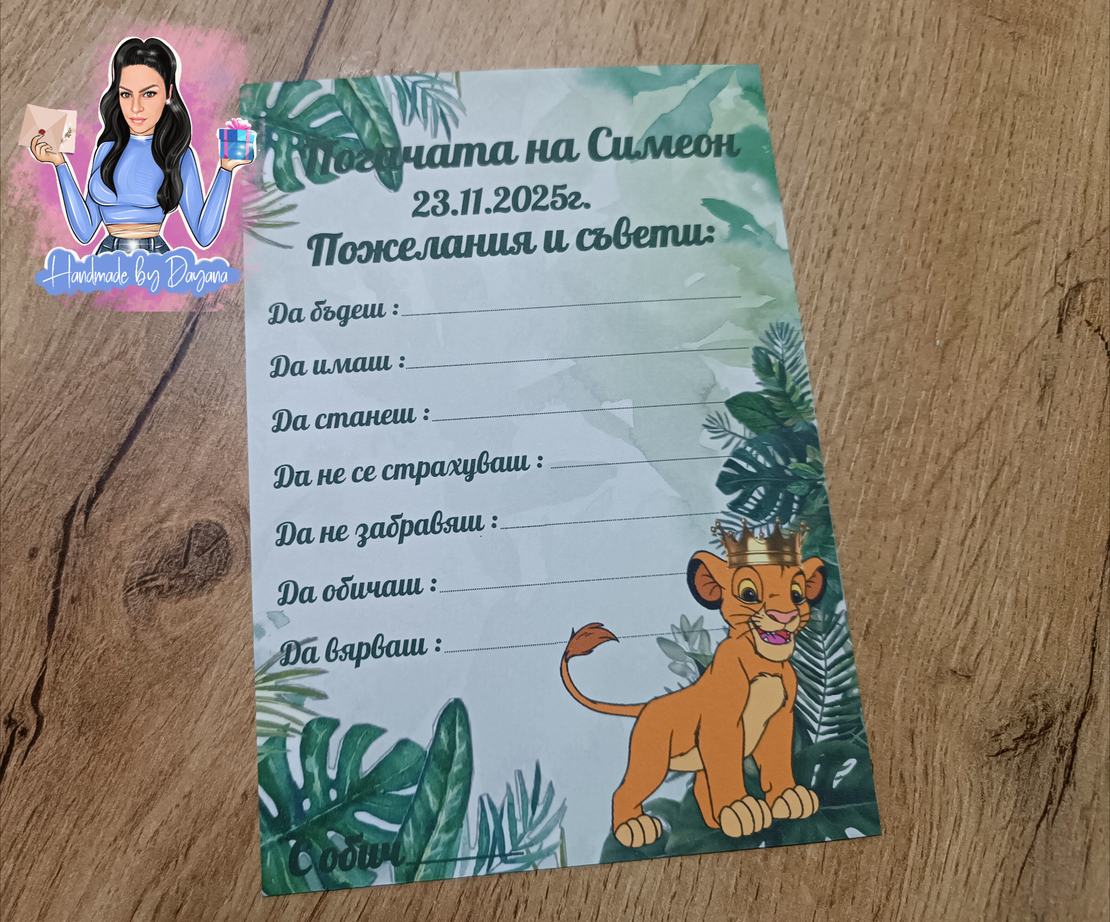 Handmade by Dayana
Погачата на Симеон
23.11.2025г.
Пожелания и съвети:
Да бъдеш :
Да имаш :
Да станеш :
Да не се страхуваш :
Да не забравяш :
Да обичаш :
Да вярваш :
С обич